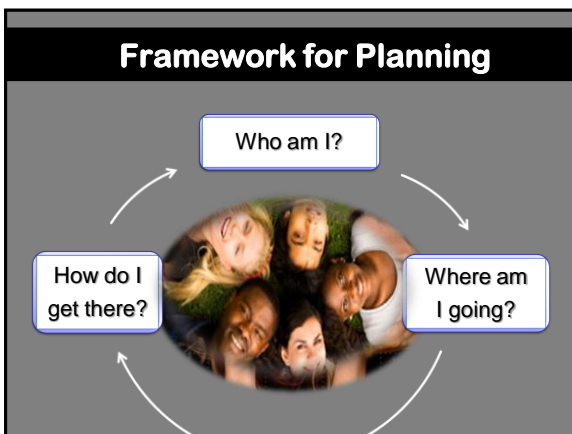 Framework for Planning
Who am I?
Where am
I going?
How do I
get there?